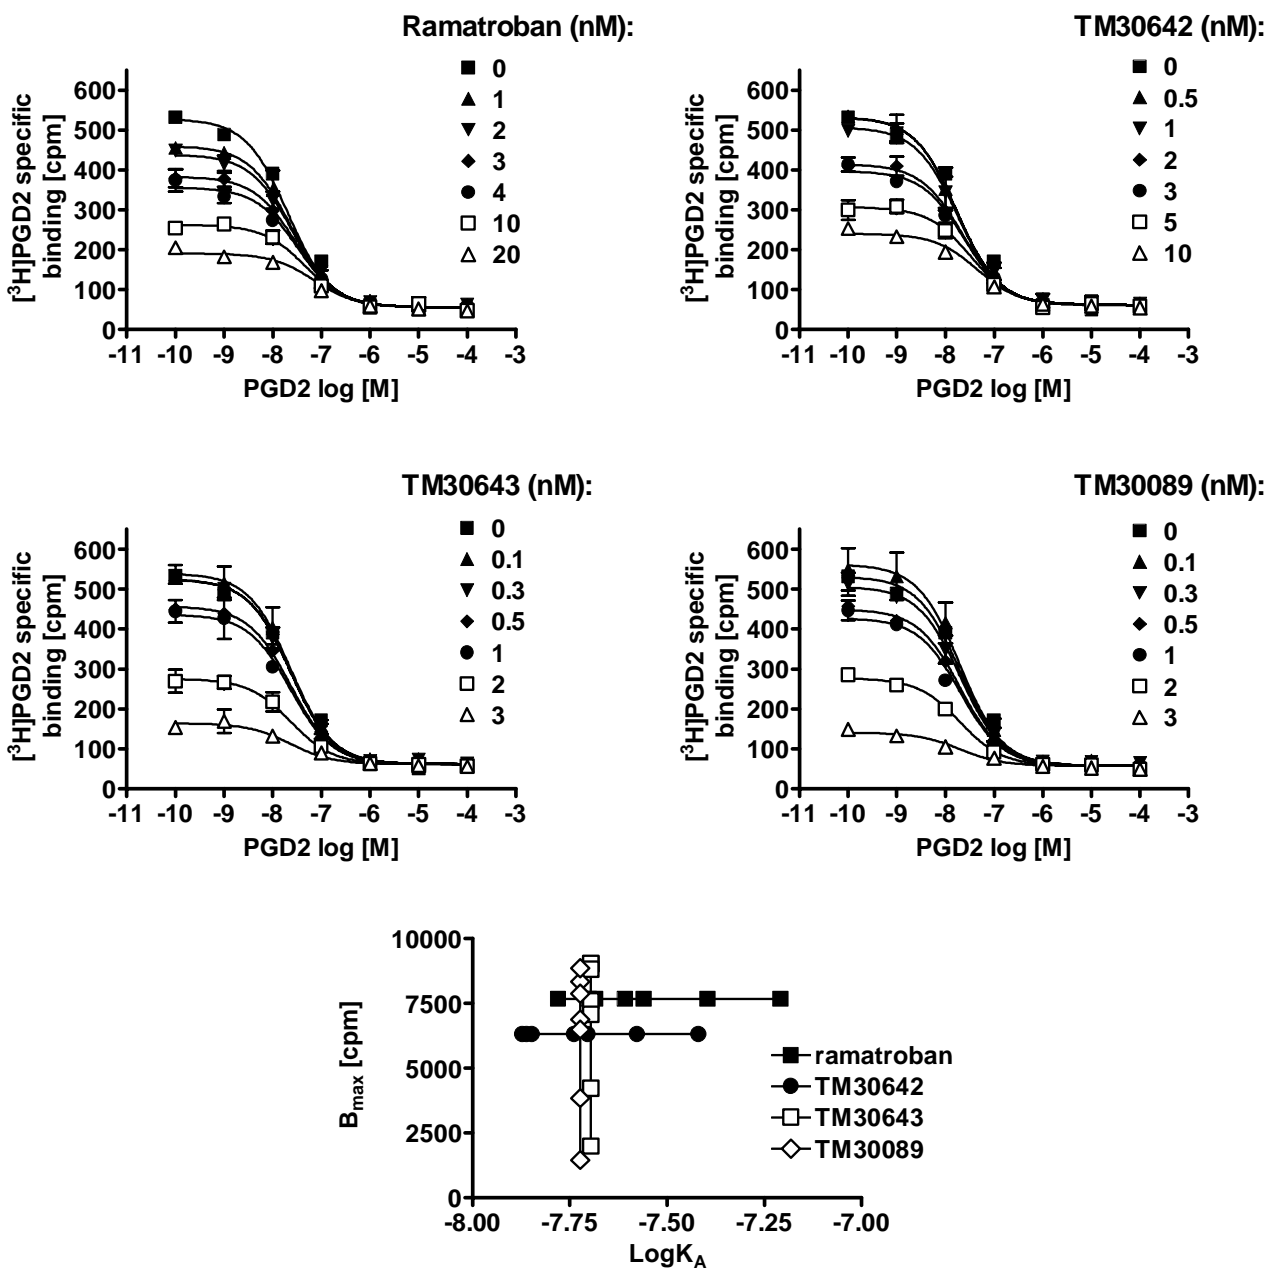 Ramatroban (nM):
0
1
2
3
4
10
20
[³H]PGD2 specific
binding [cpm]
600
500
400
300
200
100
0
-11 -10 -9 -8 -7 -6 -5 -4 -3
PGD2 log [M]
TM30642 (nM):
0
0.5
1
2
3
5
10
[³H]PGD2 specific
binding [cpm]
600
500
400
300
200
100
0
-11 -10 -9 -8 -7 -6 -5 -4 -3
PGD2 log [M]
TM30643 (nM):
0
0.1
0.3
0.5
1
2
3
[³H]PGD2 specific
binding [cpm]
600
500
400
300
200
100
0
-11 -10 -9 -8 -7 -6 -5 -4 -3
PGD2 log [M]
TM30089 (nM):
0
0.1
0.3
0.5
1
2
3
[³H]PGD2 specific
binding [cpm]
600
500
400
300
200
100
0
-11 -10 -9 -8 -7 -6 -5 -4 -3
PGD2 log [M]
Bmax [cpm]
10000
7500
5000
2500
0
-8.00 -7.75 -7.50 -7.25 -7.00
LogKA
ramatroban
TM30642
TM30643
TM30089